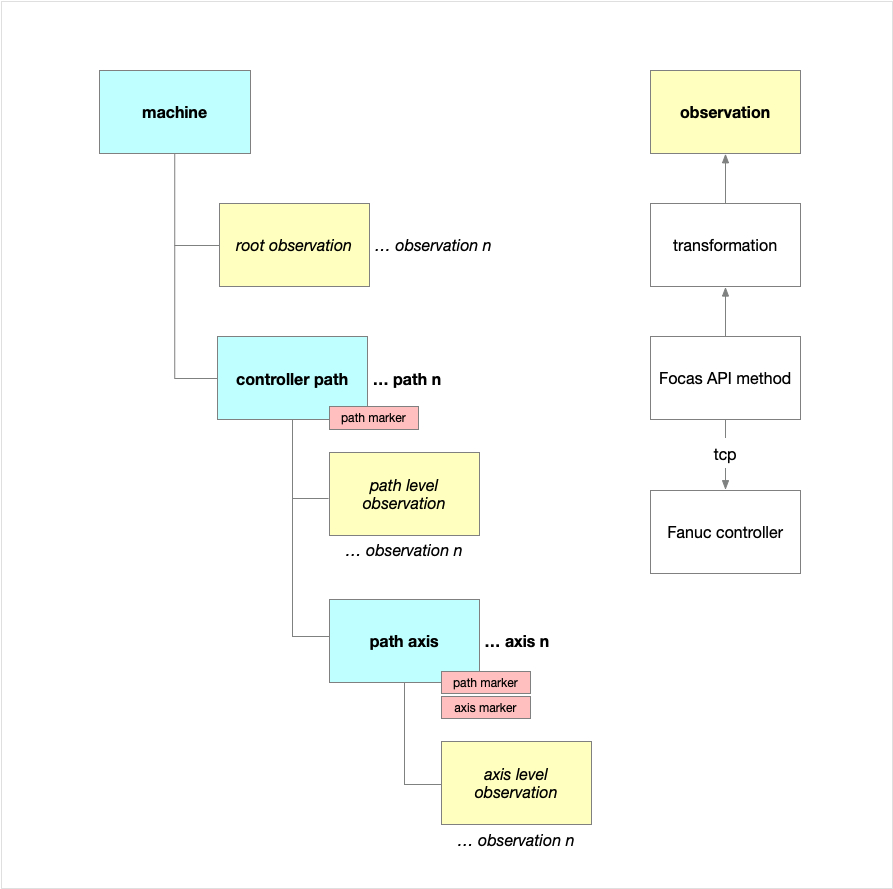 machine
root observation
… observation n
controller path
… path n
path marker
path level
observation
… observation n
path axis
… axis n
path marker
axis marker
axis level
observation
… observation n
observation
transformation
Focas API method
tcp
Fanuc controller